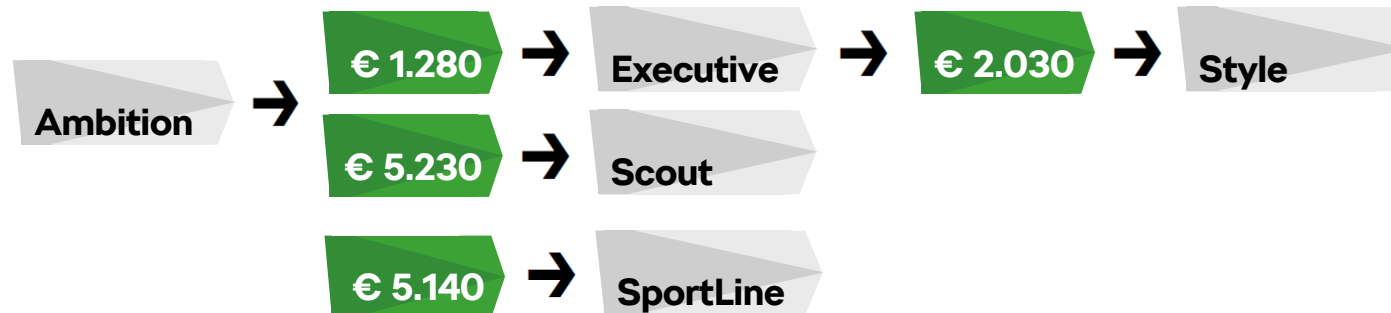 Ambition
€ 1.280
Executive
€ 2.030
Style
€ 5.230
Scout
€ 5.140
SportLine